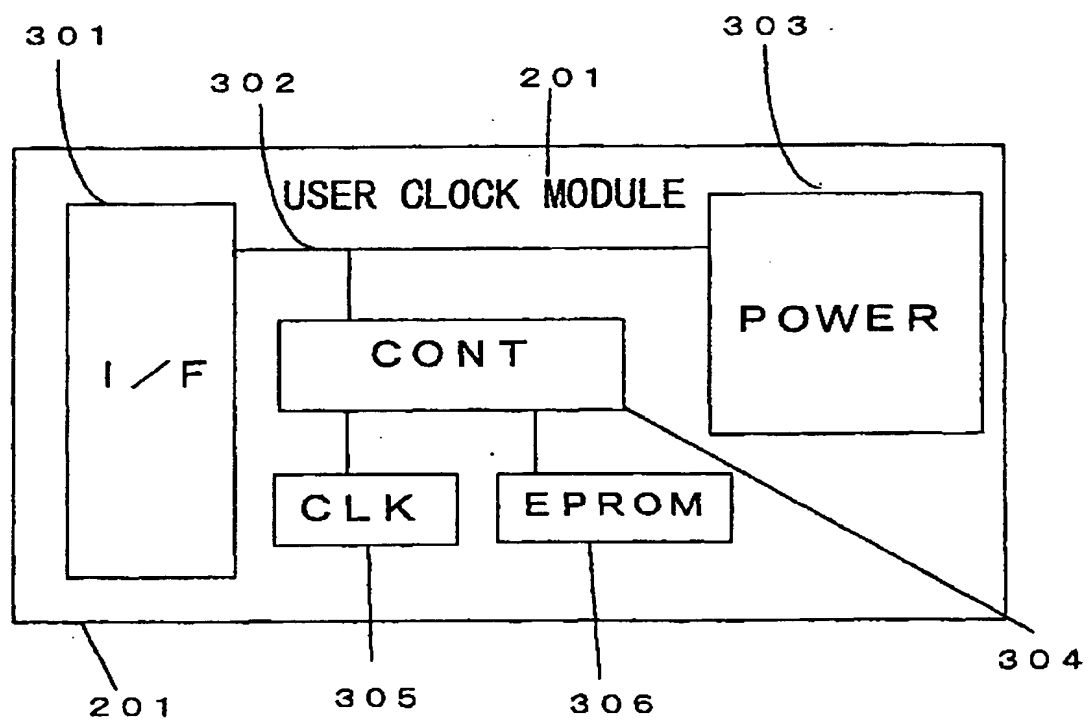 301
302
201
303
USER CLOCK MODULE
I/F
CONT
POWER
CLK
EPROM
201
305
306
304